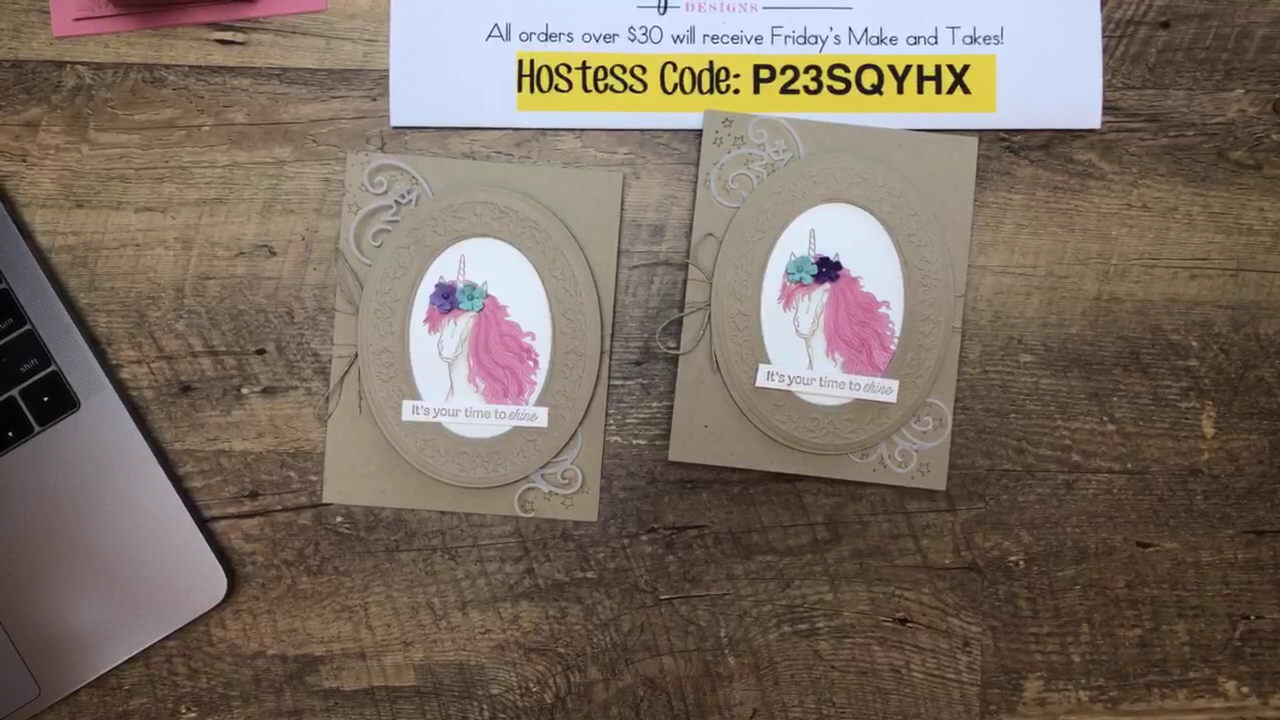 DESIGNS
All orders over $30 will receive Friday's Make and Takes!
Hostess Code: P23SQYHX
It's your time to shine
It's your time to shine
shift